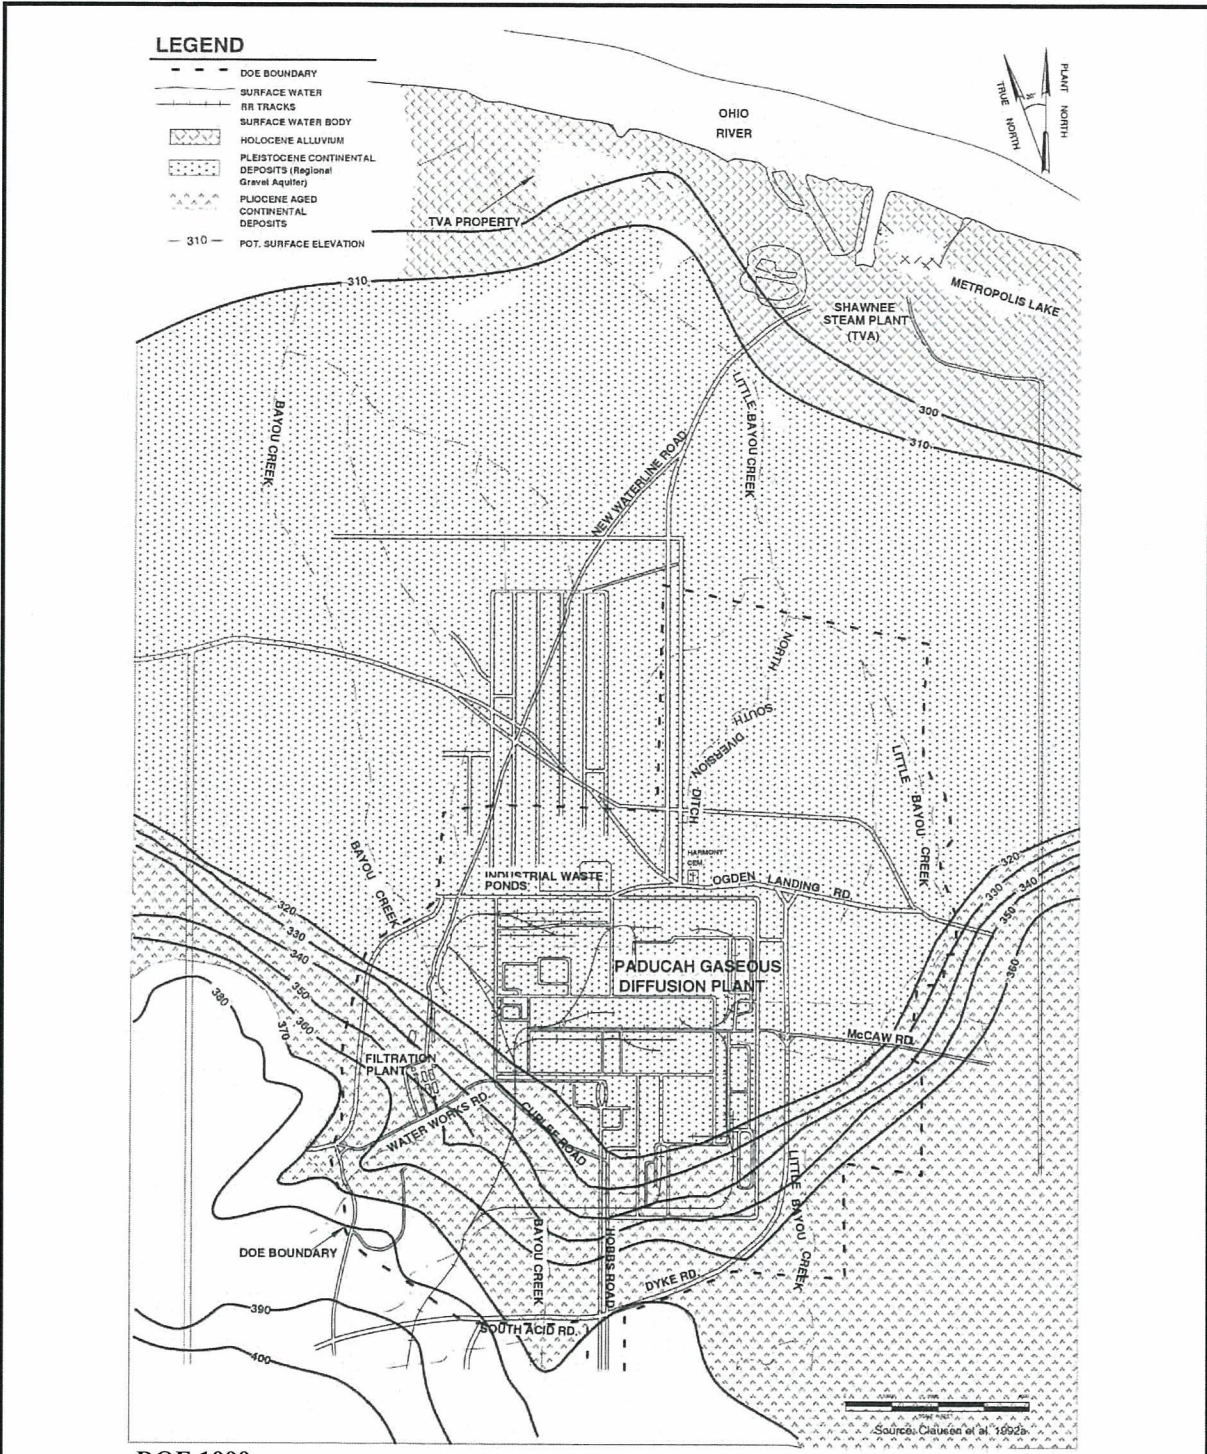 LEGEND
DOE BOUNDARY
SURFACE WATER
RR TRACKS
SURFACE WATER BODY
HOLOCENE ALLUVIUM
PLEISTOCENE CONTINENTAL
DEPOSITS (Regional
Gravel Aquifer)
PLIOCENE AGED
CONTINENTAL
DEPOSITS
310
POT. SURFACE ELEVATION
OHIO
RIVER
TRUE NORTH
PLANT NORTH
TVA PROPERTY
310
METROPOLIS LAKE
SHAWNEE
STEAM PLANT
(TVA)
300
310
BAYOU CREEK
LITTLE BAYOU CREEK
NEW WATERLINE ROAD
NORTH
SOUTH
DIVERSION
DITCH
LITTLE BAYOU CREEK
HARMONY
CEM.
BAYOU CREEK
INDUSTRIAL WASTE
PONDS
OGDEN LANDING RD.
320
330
340
350
360
320
330
340
350
360
370
380
PADUCAH GASEOUS
DIFFUSION PLANT
McCAW RD.
FILTRATION
PLANT
WATER WORKS RD.
CURLEE ROAD
LITTLE BAYOU CREEK
BAYOU CREEK
HOBBS ROAD
DOE BOUNDARY
DYKE RD.
SOUTH ACID RD.
390
400
SCALE IN FEET
Source: Clausen et al. 1992a